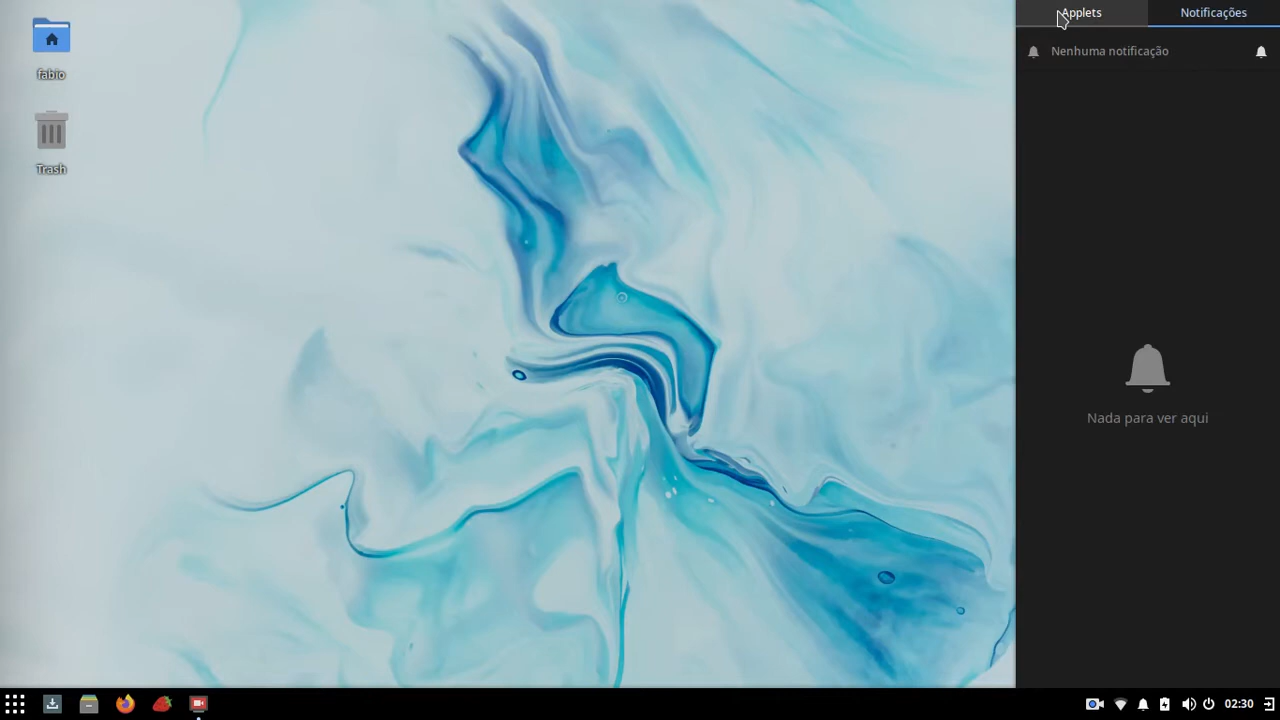 fabio
Trash
Applets
Notificações
Nenhuma notificação
Nada para ver aqui
02:30